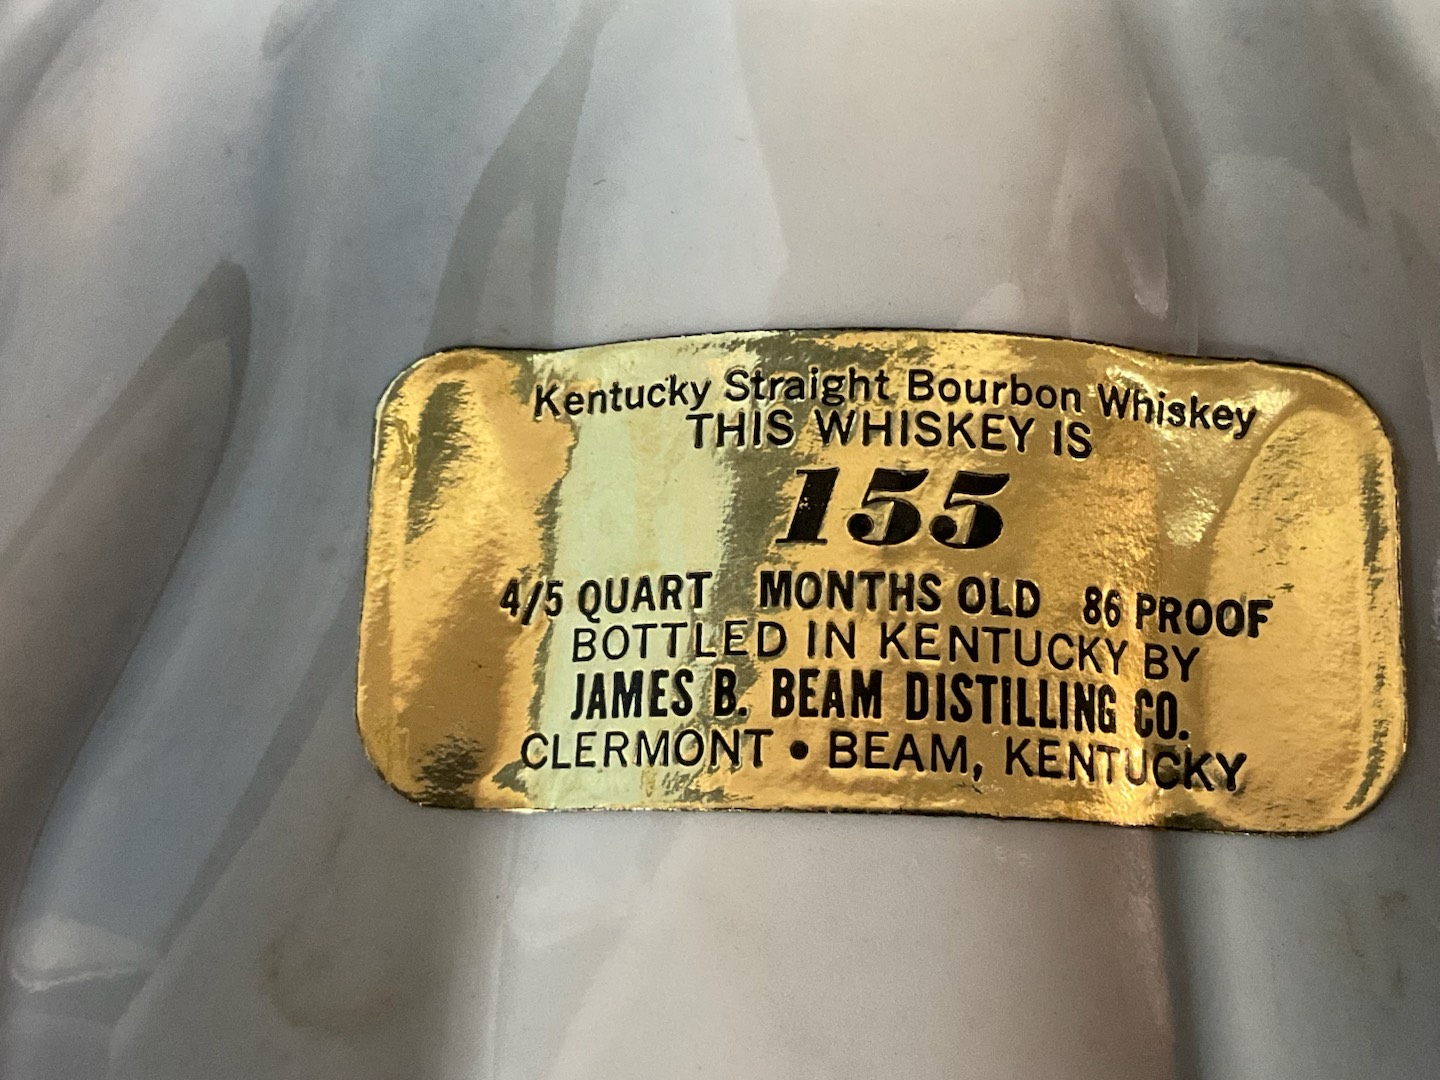 Kentucky Straight Bourbon Whiskey
THIS WHISKEY IS
155
4/5 QUART MONTHS OLD 86 PROOF
BOTTLED IN KENTUCKY BY
JAMES B. BEAM DISTILLING CO.
CLERMONT • BEAM, KENTUCKY